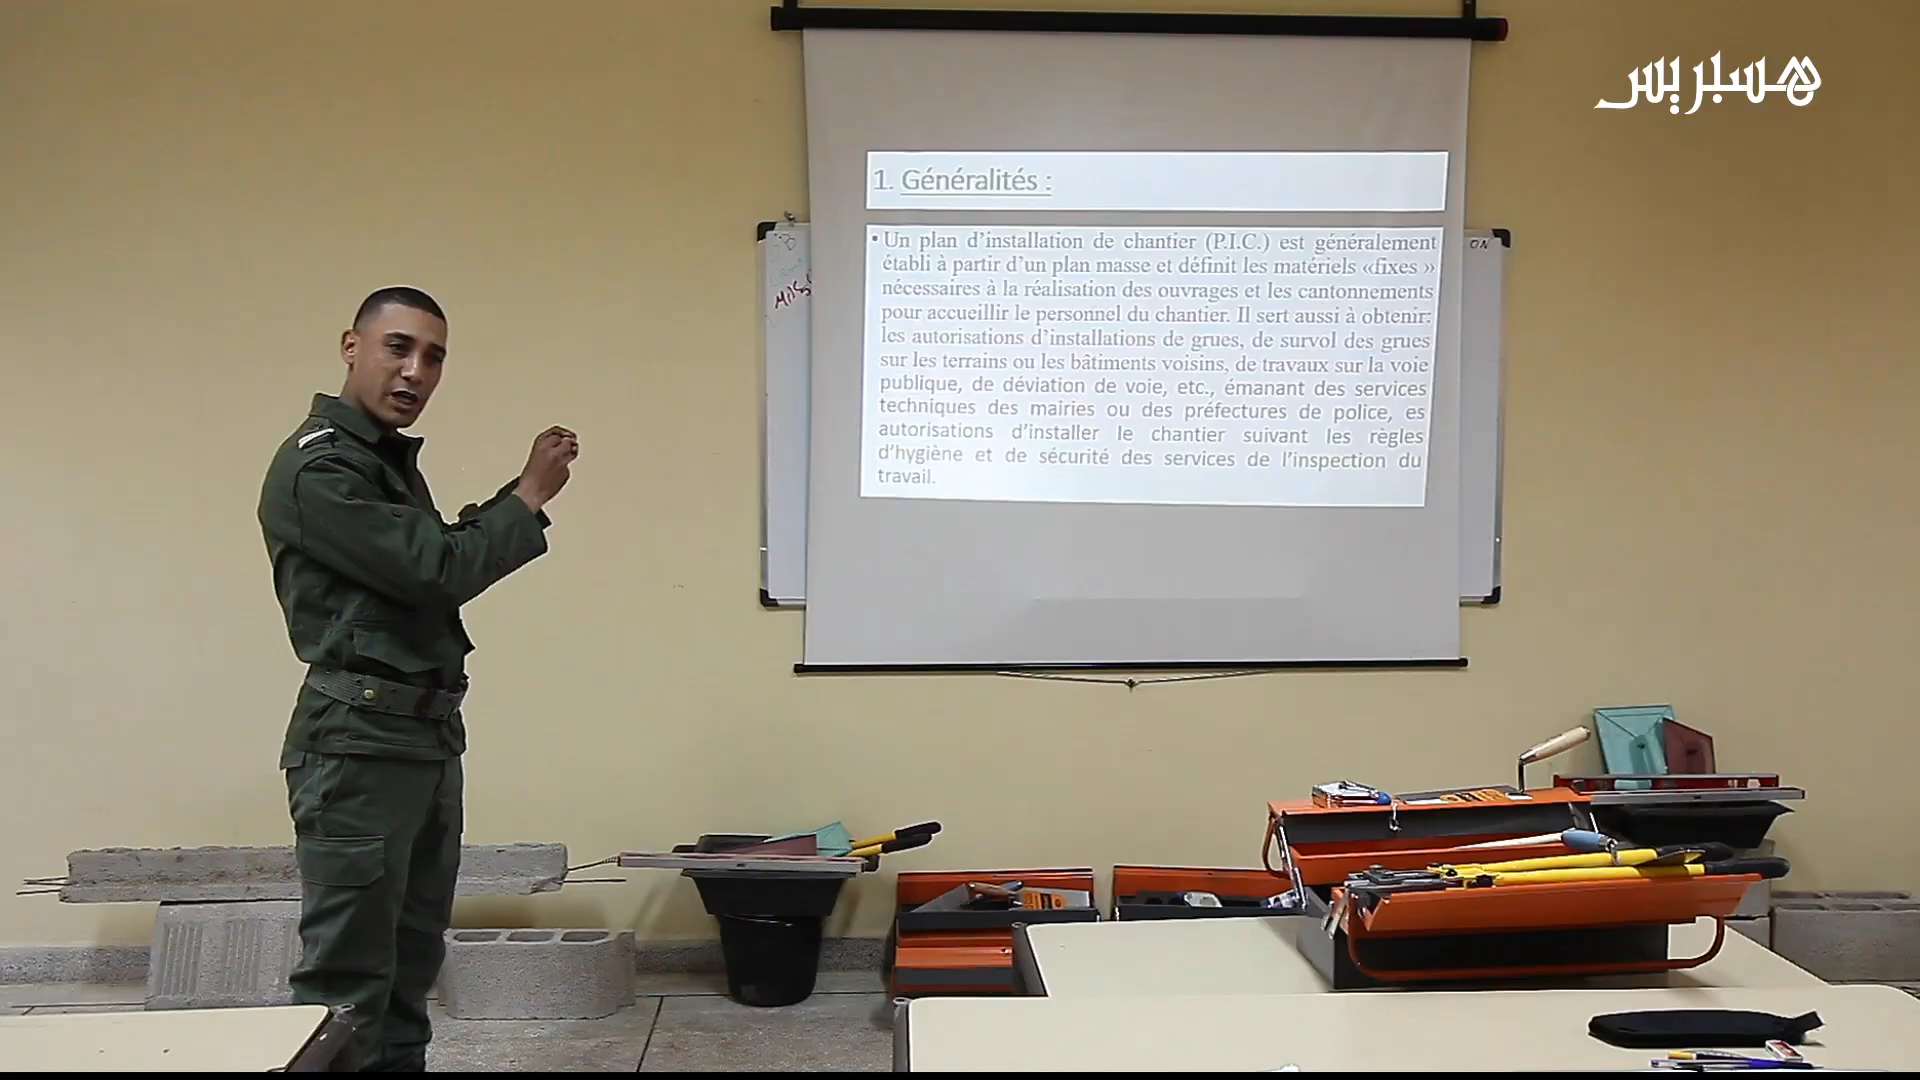 هسبريس
1. Généralités :
• Un plan d’installation de chantier (P.I.C.) est généralement
établi à partir d’un plan masse et définit les matériels «fixes »
nécessaires à la réalisation des ouvrages et les cantonnements
pour accueillir le personnel du chantier. Il sert aussi à obtenir:
les autorisations d’installations de grues, de survol des grues
sur les terrains ou les bâtiments voisins, de travaux sur la voie
publique, de déviation de voie, etc., émanant des services
techniques des mairies ou des préfectures de police, es
autorisations d’installer le chantier suivant les règles
d’hygiène et de sécurité des services de l’inspection du
travail.
ON